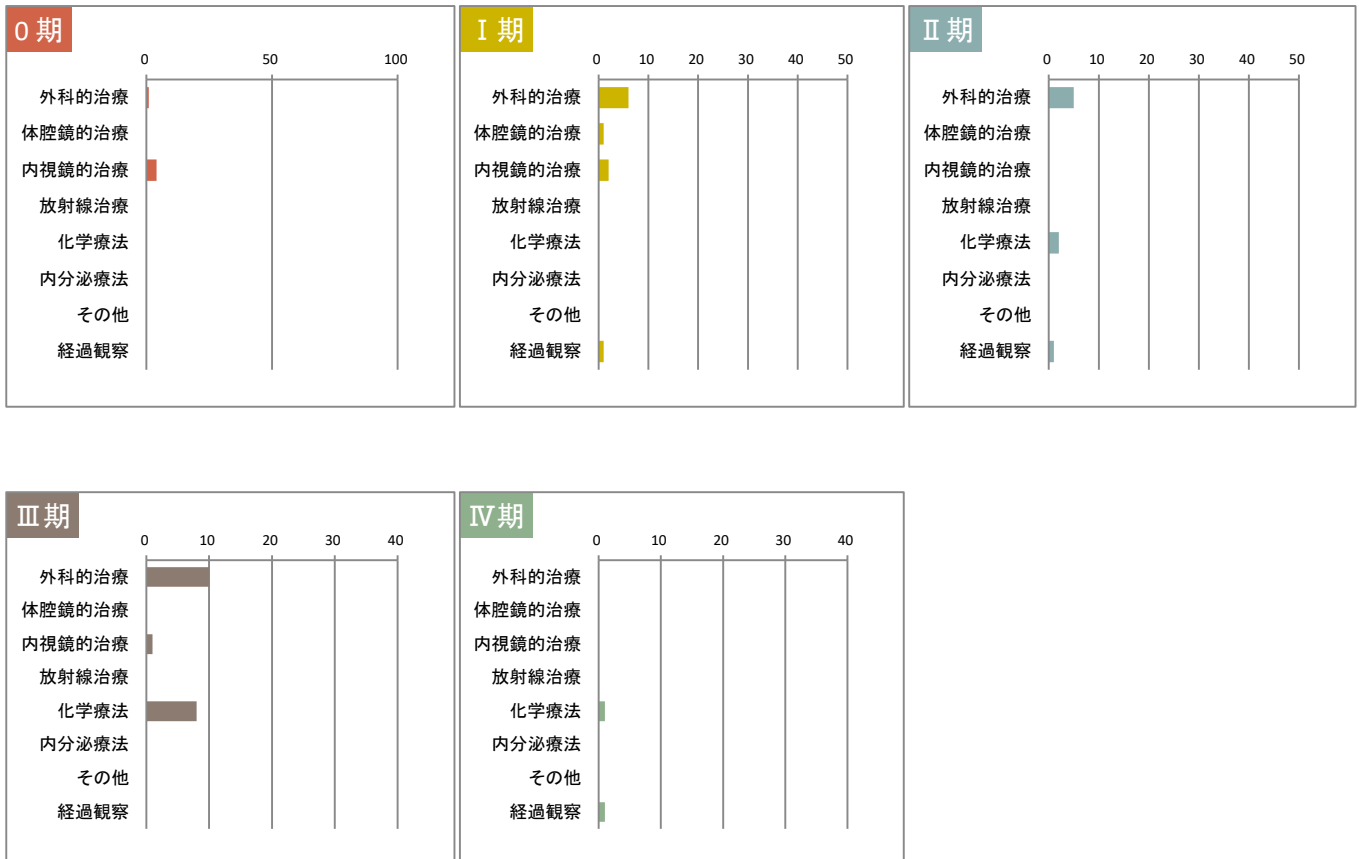 0期
0 50 100
外科的治療
体腔鏡的治療
内視鏡的治療
放射線治療
化学療法
内分泌療法
その他
経過観察
Ⅰ期
0 10 20 30 40 50
外科的治療
体腔鏡的治療
内視鏡的治療
放射線治療
化学療法
内分泌療法
その他
経過観察
Ⅱ期
0 10 20 30 40 50
外科的治療
体腔鏡的治療
内視鏡的治療
放射線治療
化学療法
内分泌療法
その他
経過観察
Ⅲ期
0 10 20 30 40
外科的治療
体腔鏡的治療
内視鏡的治療
放射線治療
化学療法
内分泌療法
その他
経過観察
Ⅳ期
0 10 20 30 40
外科的治療
体腔鏡的治療
内視鏡的治療
放射線治療
化学療法
内分泌療法
その他
経過観察